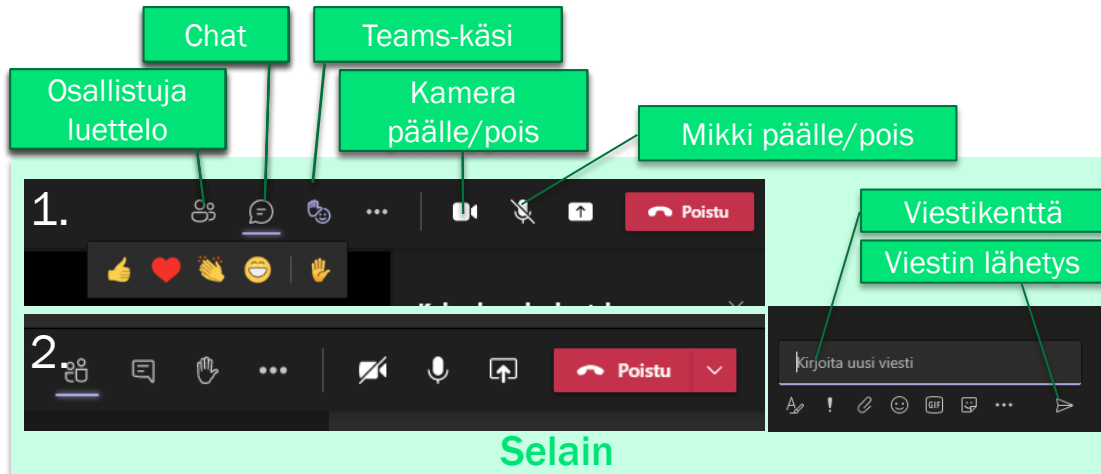 Chat
Teams-käsi
Osallistuja
luettelo
Kamera
päälle/pois
Mikki päälle/pois
1.
Poistu
Viestikenttä
Viestin lähetys
2.
Poistu
Kirjoita uusi viesti
GIF
Selain